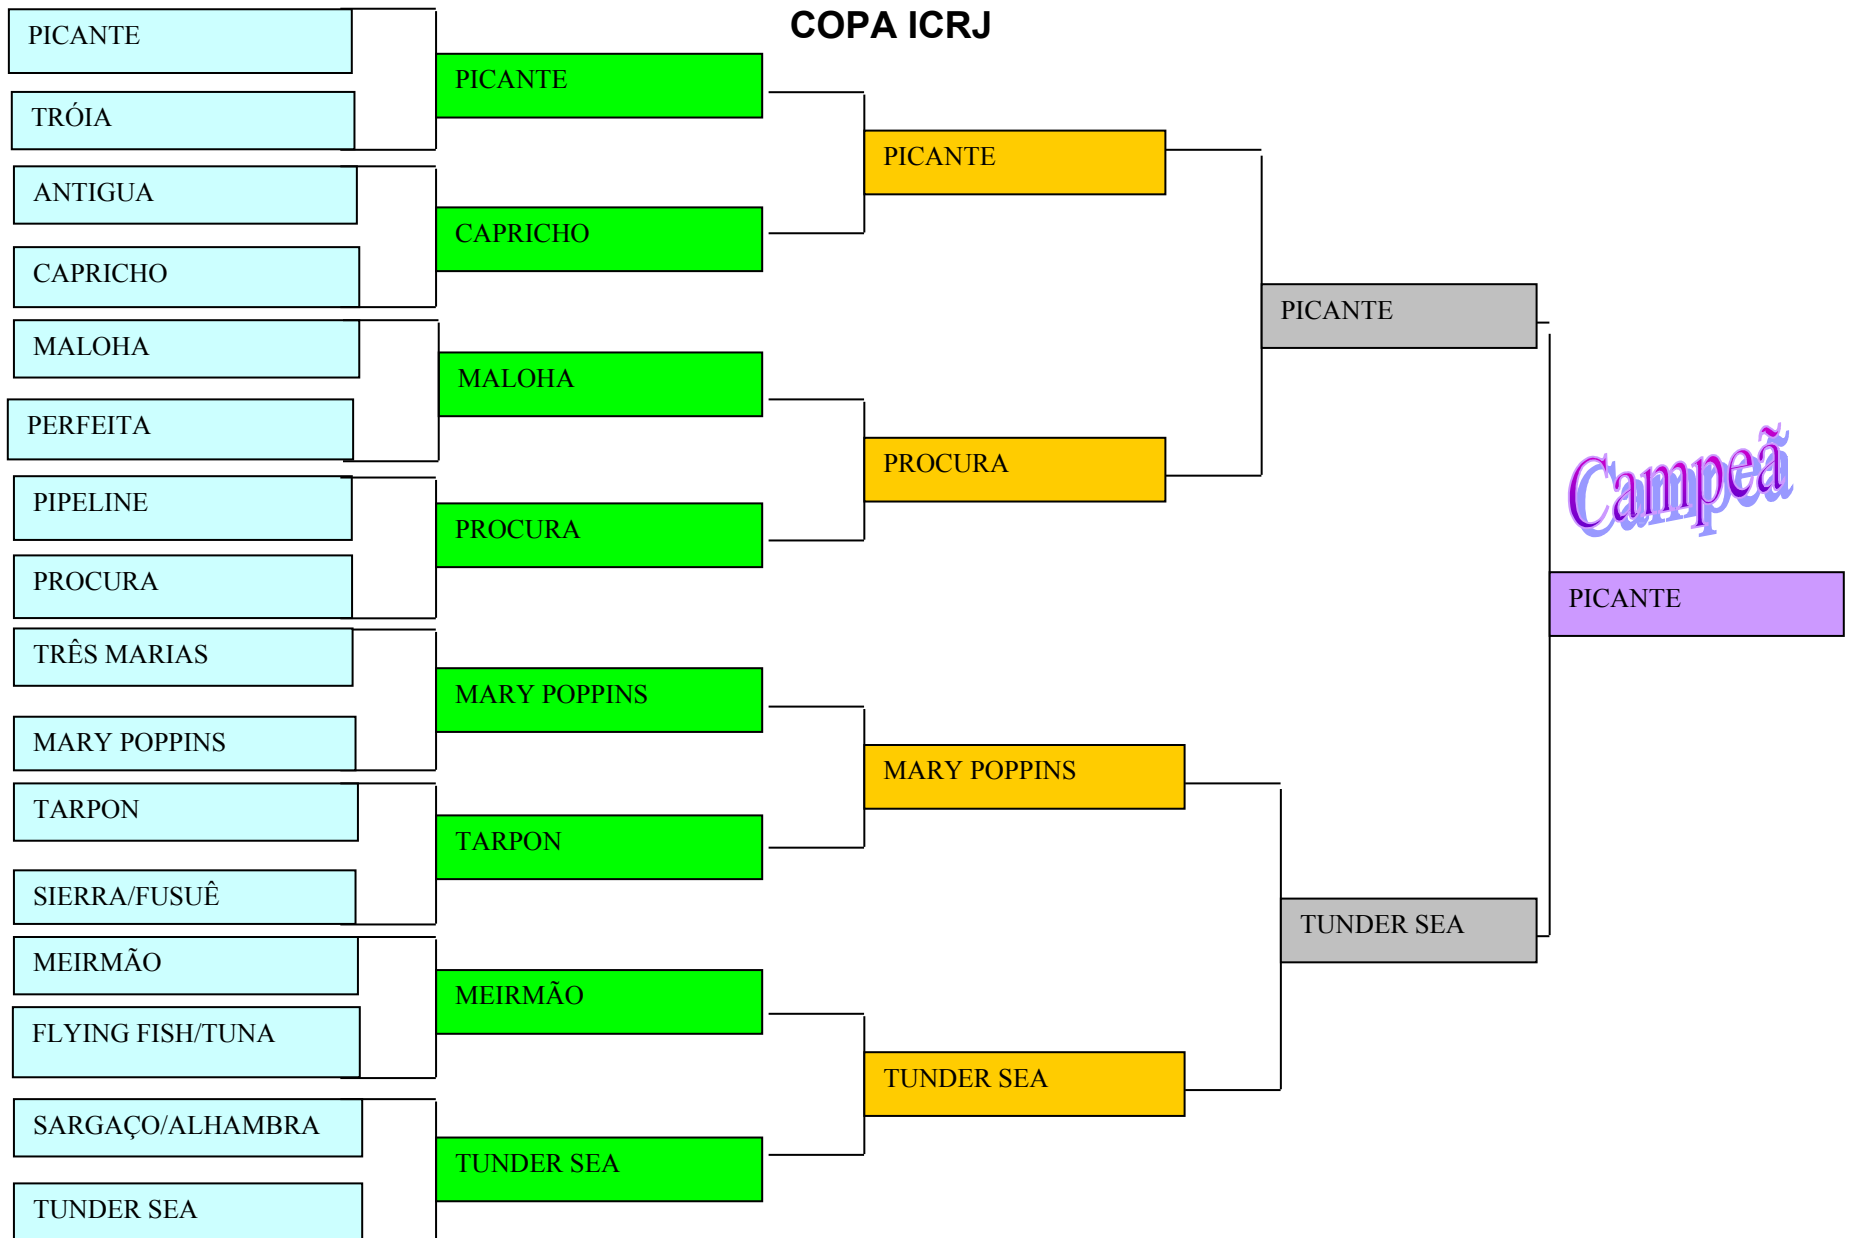 COPA ICRJ
PICANTE
TRÓIA
ANTIGUA
CAPRICHO
MALOHA
PERFEITA
PIPELINE
PROCURA
TRÊS MARIAS
MARY POPPINS
TARPON
SIERRA/FUSUÊ
MEIRMÃO
FLYING FISH/TUNA
SARGAÇO/ALHAMBRA
TUNDER SEA
PICANTE
CAPRICHO
MALOHA
PROCURA
MARY POPPINS
TARPON
MEIRMÃO
TUNDER SEA
PICANTE
PROCURA
MARY POPPINS
TUNDER SEA
PICANTE
TUNDER SEA
Campeã
PICANTE